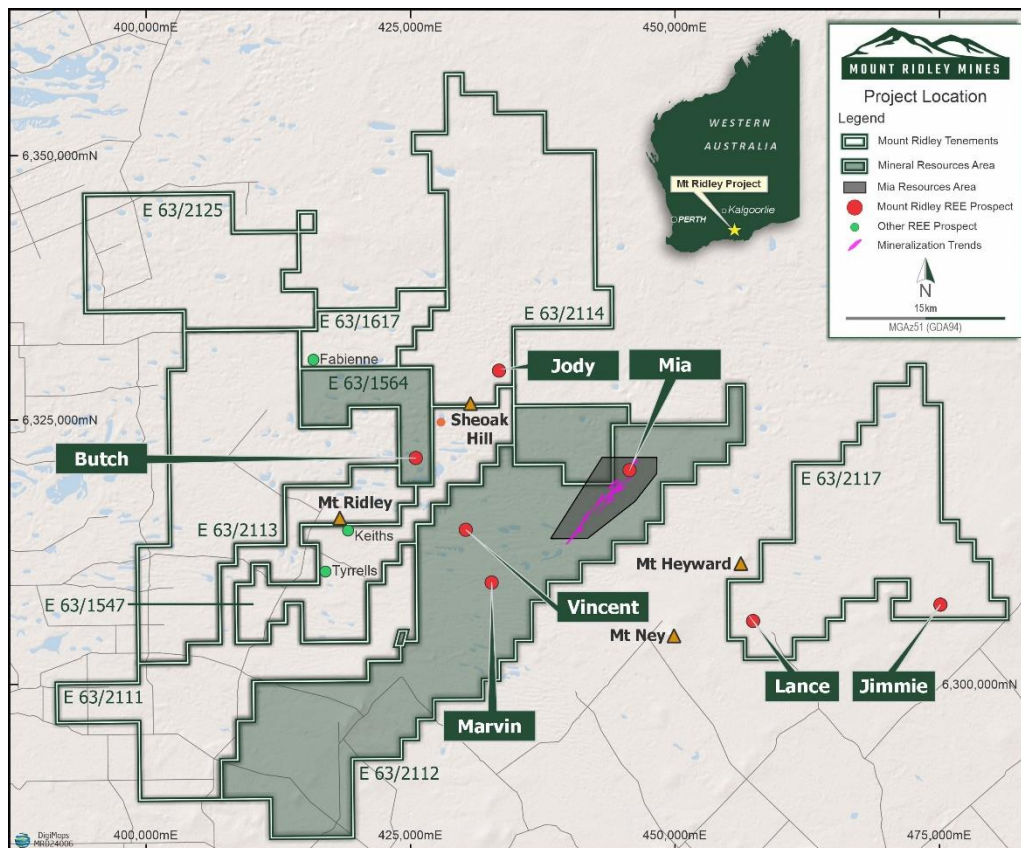 400,000mE
425,000mE
450,000mE
MOUNT RIDLEY MINES
Project Location
Legend
Mount Ridley Tenements
Mineral Resources Area
Mia Resources Area
Mount Ridley REE Prospect
Other REE Prospect
Mineralization Trends
N
15km
MGAz51 (GDA94)
WESTERN
AUSTRALIA
Mt Ridley Project
Kalgoorlie
PERTH
6,350,000mN
E 63/2125
E 63/1617
E 63/2114
Fabienne
Jody
Mia
E 63/1564
6,325,000mN
Sheoak
Hill
Butch
E 63/2117
Mt Ridley
E 63/2113
Keiths
Tyrrells
Mt Heyward
E 63/1547
Vincent
Mt Ney
Lance
Jimmie
E 63/2111
6,300,000mN
Marvin
E 63/2112
DigiMaps
MRD24006
400,000mE
425,000mE
450,000mE
475,000mE